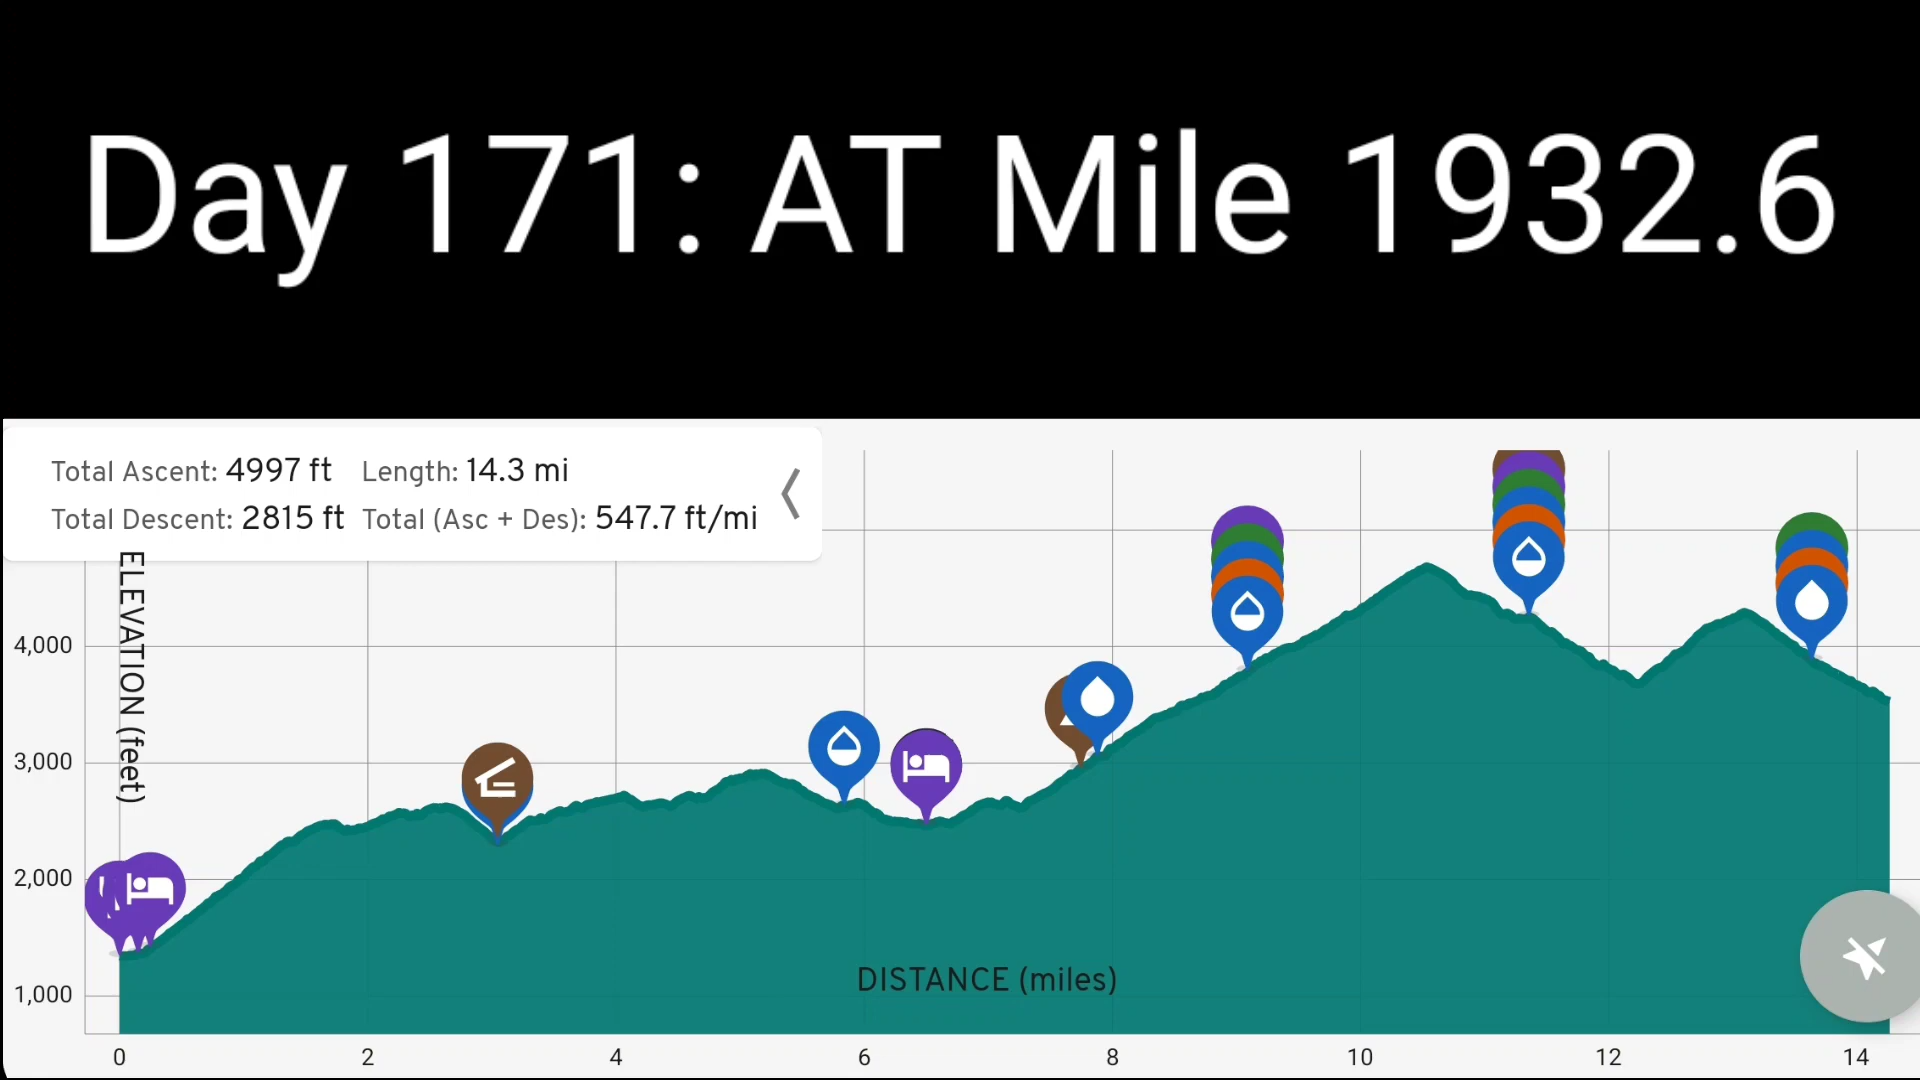 Day 171: AT Mile 1932.6
Total Ascent: 4997 ft Length: 14.3 mi
Total Descent: 2815 ft Total (Asc + Des): 547.7 ft/mi
ELEVATION (feet)
4,000
3,000
2,000
1,000
DISTANCE (miles)
0 2 4 6 8 10 12 14